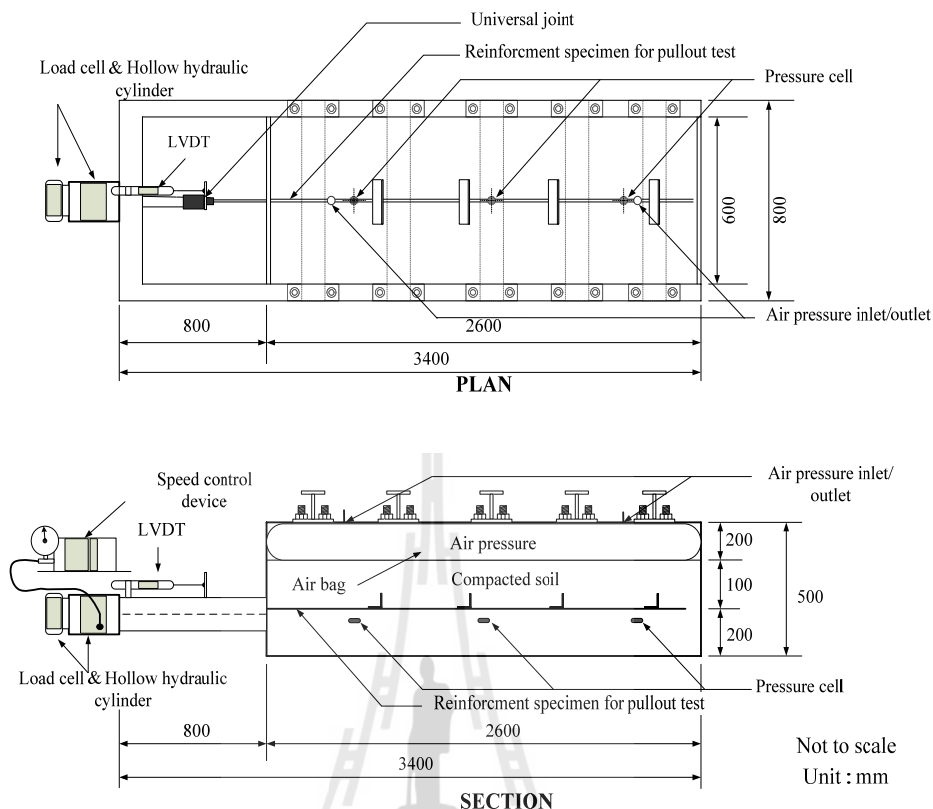 Universal joint
Reinforcment specimen for pullout test
Load cell & Hollow hydraulic
cylinder
Pressure cell
LVDT
600
800
Air pressure inlet/outlet
800
2600
3400
PLAN
Speed control
device
Air pressure inlet/
outlet
LVDT
Air pressure
200
Air bag
Compacted soil
100
500
200
Load cell & Hollow hydraulic
cylinder
Pressure cell
Reinforcment specimen for pullout test
800
2600
3400
Not to scale
Unit : mm
SECTION